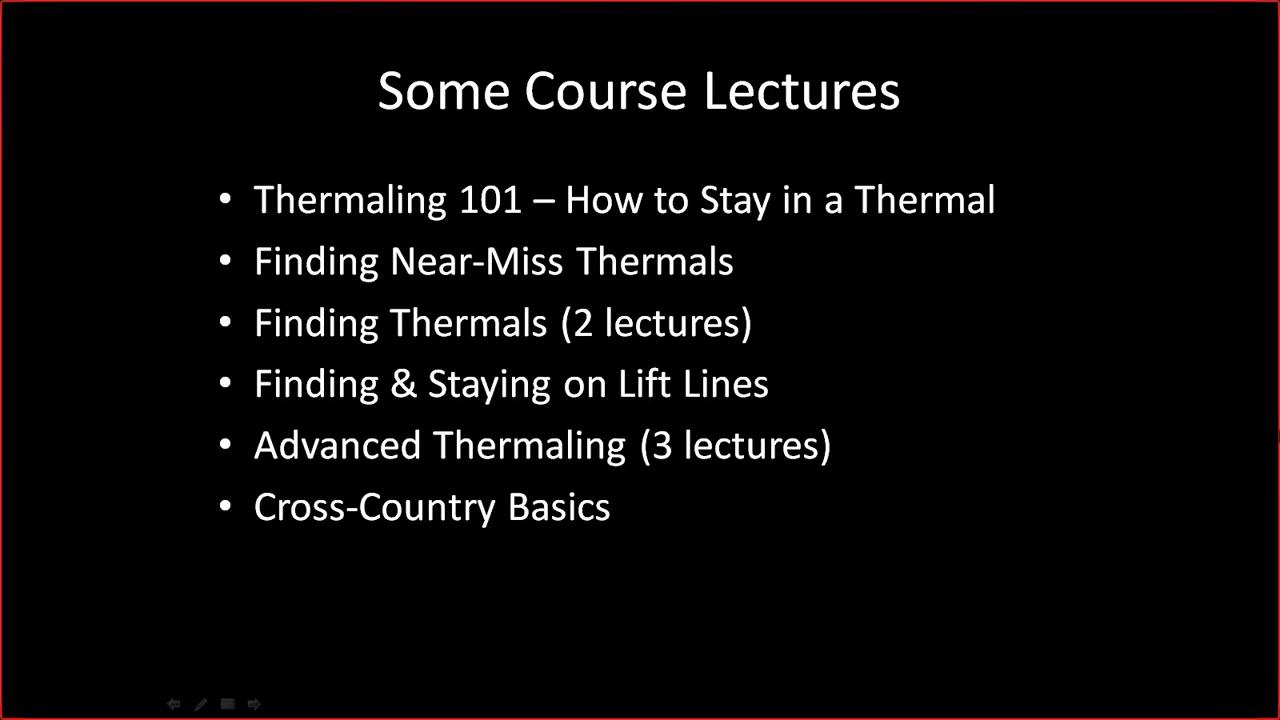 Some Course Lectures
• Thermaling 101 – How to Stay in a Thermal
• Finding Near-Miss Thermals
• Finding Thermals (2 lectures)
• Finding & Staying on Lift Lines
• Advanced Thermaling (3 lectures)
• Cross-Country Basics